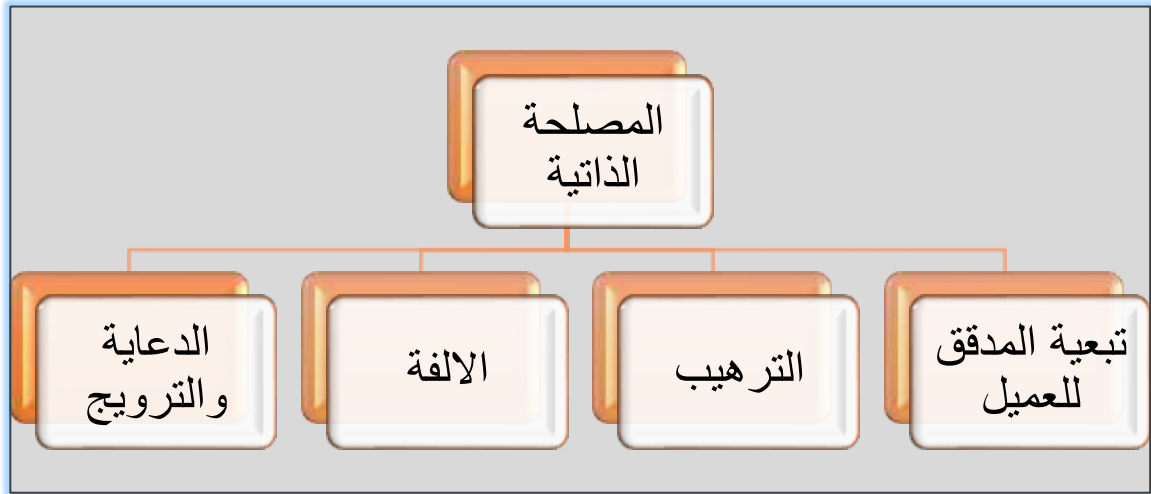 المصلحة
الذاتية
تبعية المدقق
للعميل
الترهيب
الالفة
الدعاية
والترويج